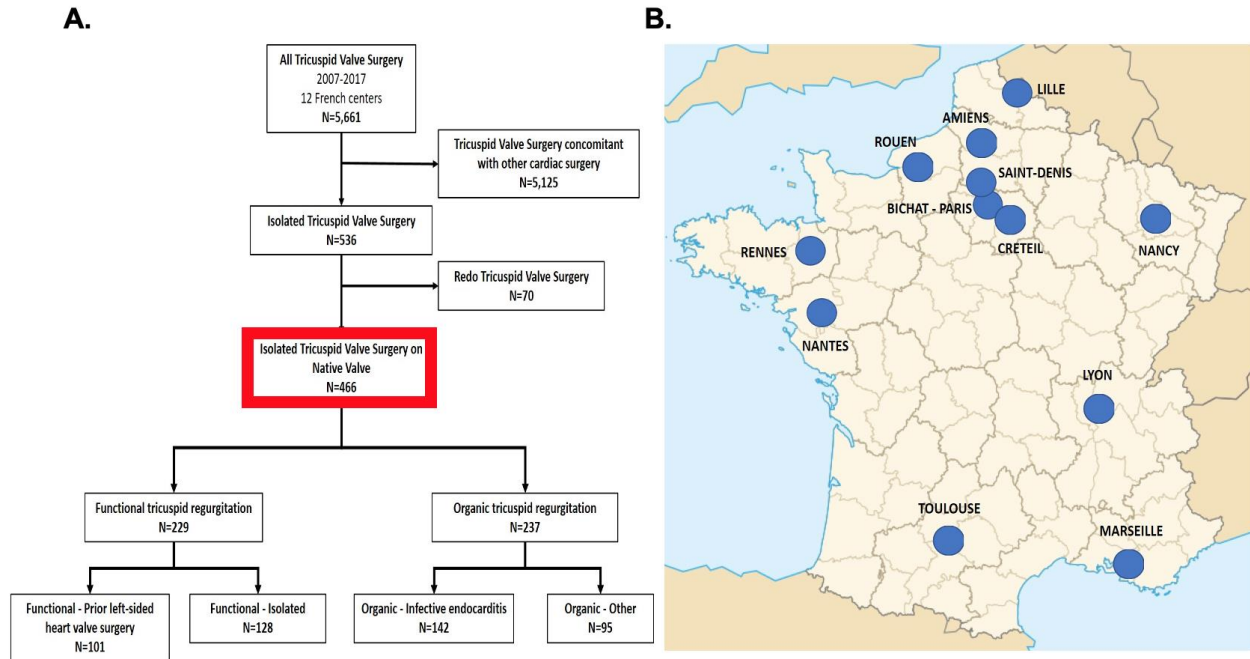 A.
All Tricuspid Valve Surgery
2007-2017
12 French centers
N=5,661
Tricuspid Valve Surgery concomitant
with other cardiac surgery
N=5,125
Isolated Tricuspid Valve Surgery
N=536
Redo Tricuspid Valve Surgery
N=70
Isolated Tricuspid Valve Surgery on
Native Valve
N=466
Functional tricuspid regurgitation
N=229
Organic tricuspid regurgitation
N=237
Functional - Prior left-sided
heart valve surgery
N=101
Functional - Isolated
N=128
Organic - Infective endocarditis
N=142
Organic - Other
N=95
B.
LILLE
AMIENS
ROUEN
SAINT-DENIS
BICHAT - PARIS
CRETEIL
NANCY
RENNES
NANTES
LYON
TOULOUSE
MARSEILLE